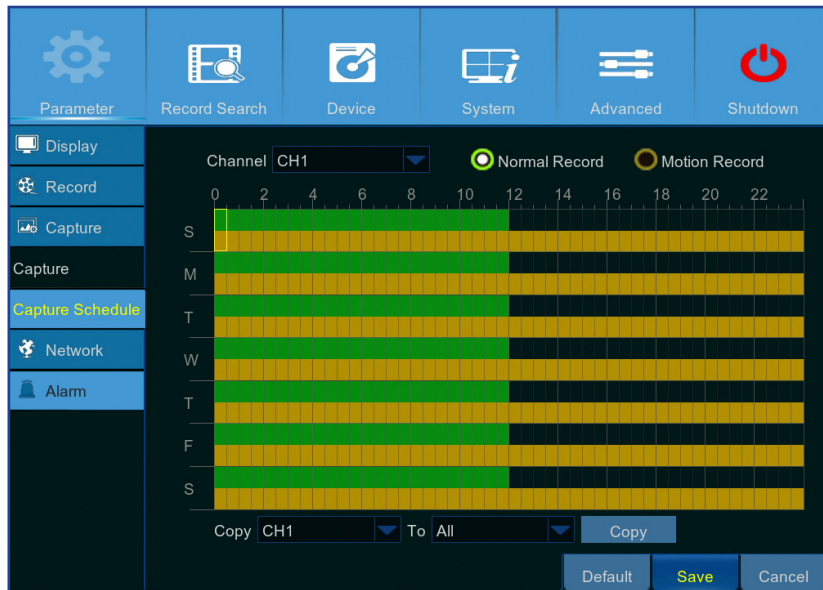 Parameter Record Search Device System Advanced Shutdown
Display
Record
Capture
Capture
Capture Schedule
Network
Alarm
Channel CH1 Normal Record Motion Record
0 2 4 6 8 10 12 14 16 18 20 22
S
M
T
W
T
F
S
Copy CH1 To All Copy
Default Save Cancel